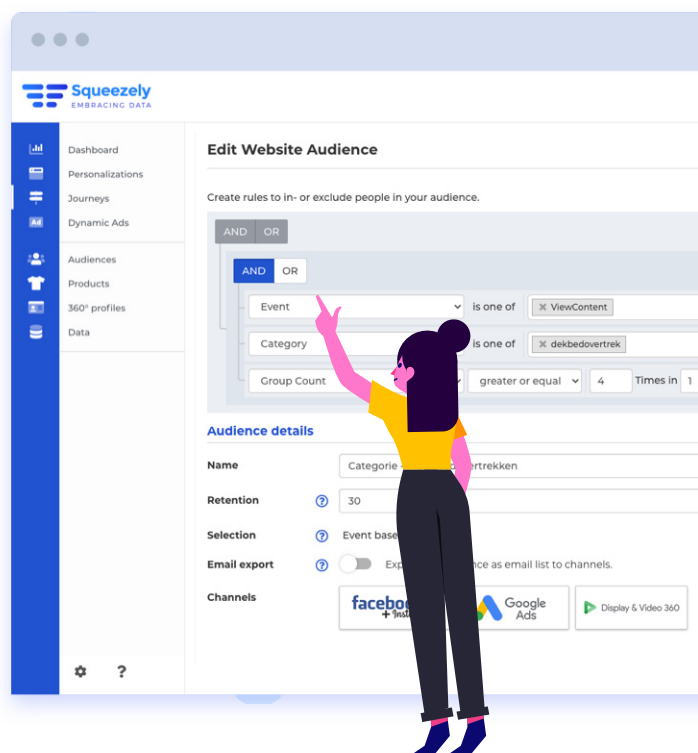 Squeezely
EMBRACING DATA
Dashboard
Personalizations
Journeys
Ad
Dynamic Ads
Audiences
Products
360° profiles
Data
?
Edit Website Audience
Create rules to in- or exclude people in your audience.
AND OR
AND OR
Event is one of ViewContent
Category is one of dekbedovertrek
Group Count greater or equal 4 Times in 1
Audience details
Name Categorie
Retention ? 30
Selection ? Event
Email export ? as email list to channels.
Channels
facebook
Google
Ads
Display & Video 360